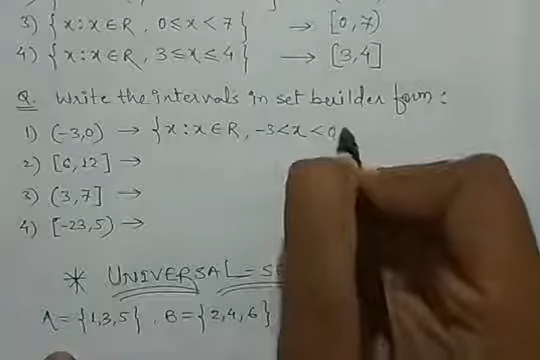 3) { x : x ∈ R, 0 ≤ x < 7 } → [0, 7)
4) { x : x ∈ R, 3 ≤ x ≤ 4 } → [3, 4]
Q. Write the intervals in set builder form :
1) (-3, 0) → { x : x ∈ R, -3 < x < 0
2) [6, 12] →
3) (3, 7] →
4) [-23, 5) →
* UNIVERSAL - SE
A = {1, 3, 5}, B = {2, 4, 6}